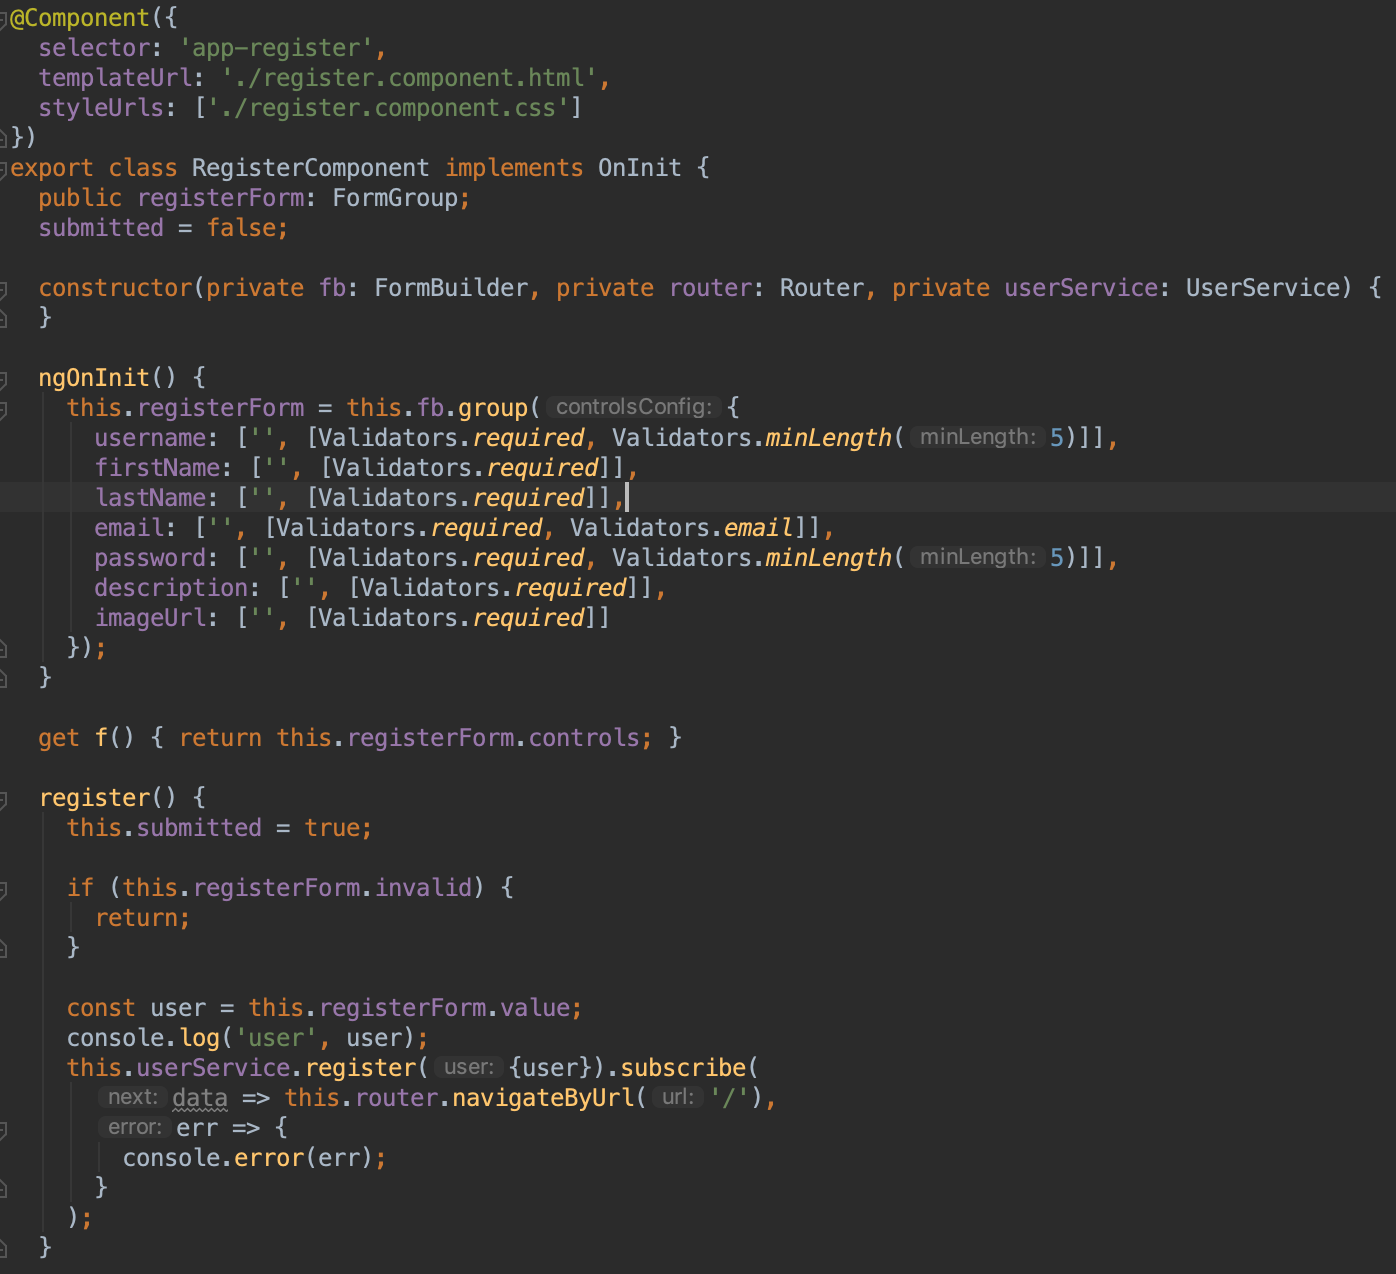 @Component({
  selector: 'app-register',
  templateUrl: './register.component.html',
  styleUrls: ['./register.component.css']
})
export class RegisterComponent implements OnInit {
  public registerForm: FormGroup;
  submitted = false;

  constructor(private fb: FormBuilder, private router: Router, private userService: UserService) {
  }

  ngOnInit() {
    this.registerForm = this.fb.group( controlsConfig: {
      username: ['', [Validators.required, Validators.minLength( minLength: 5)]],
      firstName: ['', [Validators.required]],
      lastName: ['', [Validators.required]],
      email: ['', [Validators.required, Validators.email]],
      password: ['', [Validators.required, Validators.minLength( minLength: 5)]],
      description: ['', [Validators.required]],
      imageUrl: ['', [Validators.required]]
    });
  }

  get f() { return this.registerForm.controls; }

  register() {
    this.submitted = true;

    if (this.registerForm.invalid) {
      return;
    }

    const user = this.registerForm.value;
    console.log('user', user);
    this.userService.register( user: {user}).subscribe(
      next: data => this.router.navigateByUrl( url: '/'),
      error: err => {
        console.error(err);
      }
    );
  }